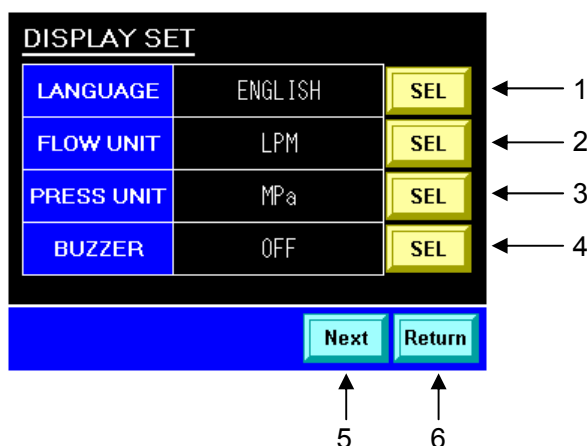 DISPLAY SET
LANGUAGE ENGLISH SEL 1
FLOW UNIT LPM SEL 2
PRESS UNIT MPa SEL 3
BUZZER OFF SEL 4
Next Return
5 6